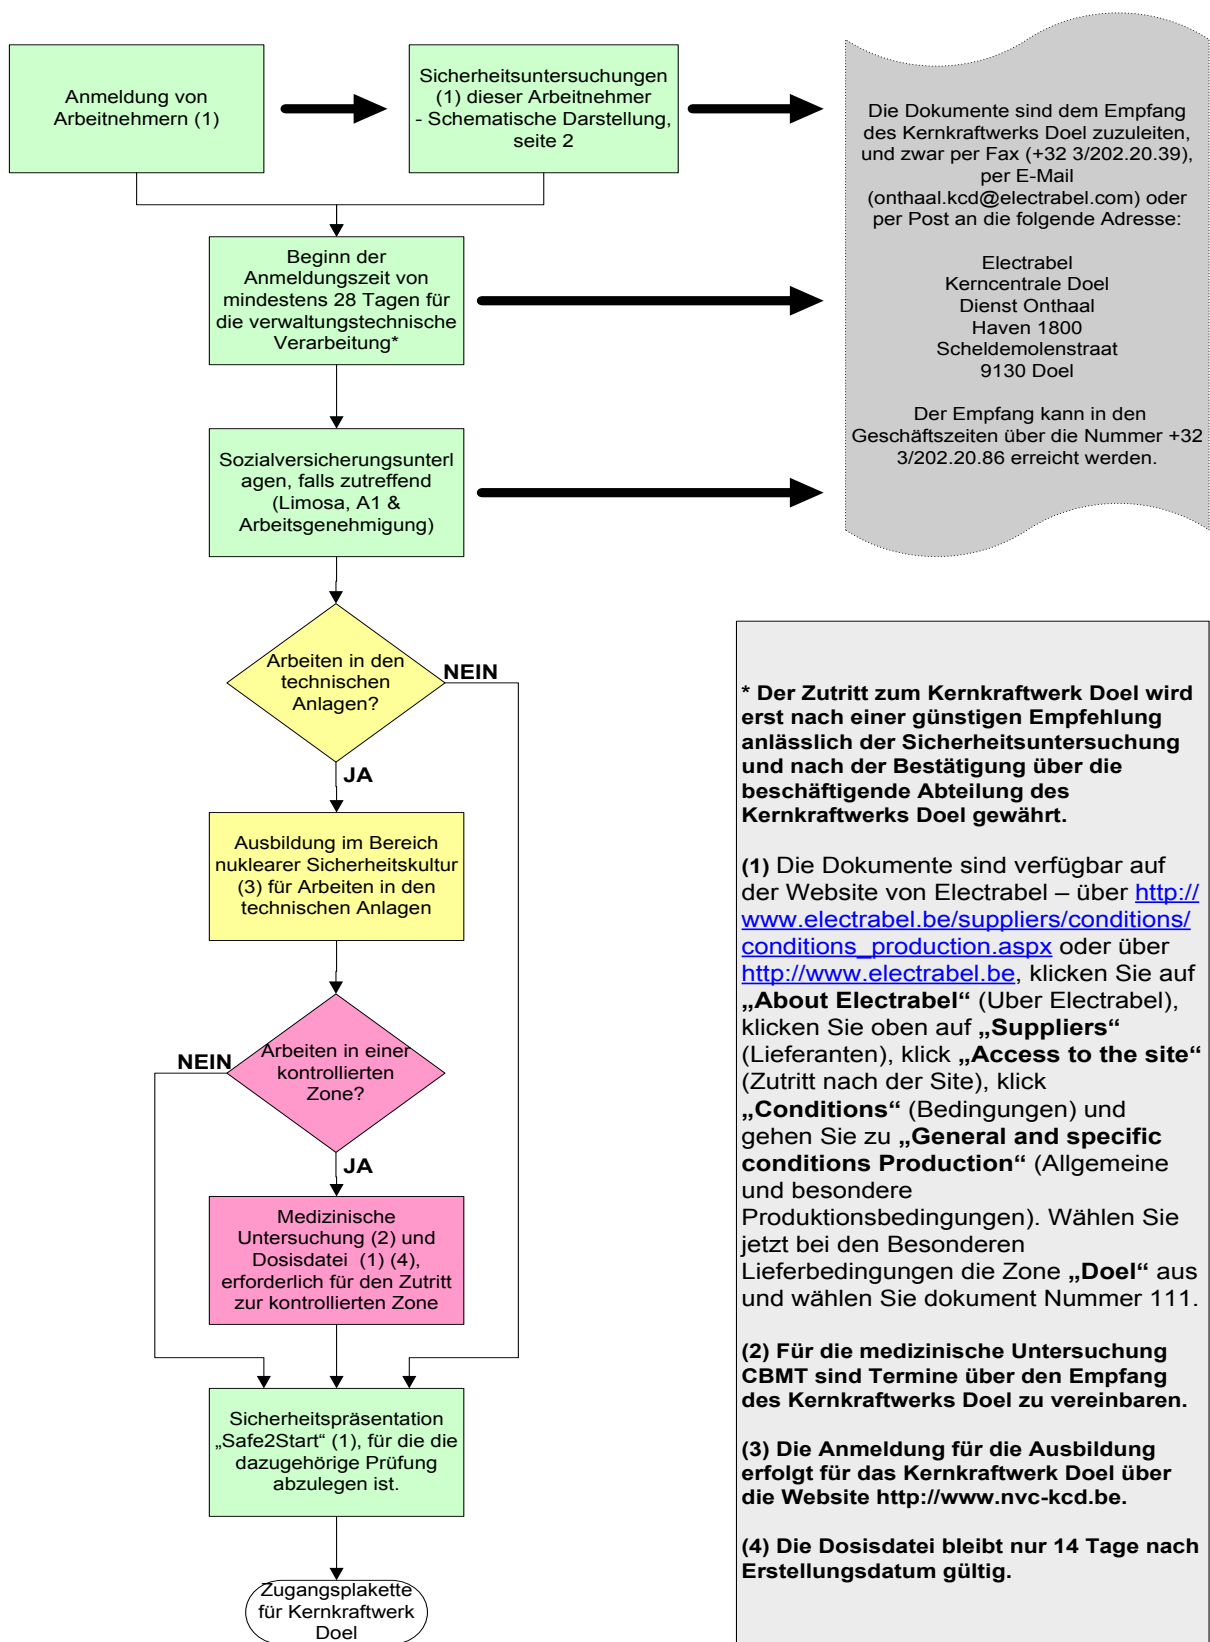 Anmeldung von
Arbeitnehmern (1)
Sicherheitsuntersuchungen
(1) dieser Arbeitnehmer
- Schematische Darstellung,
seite 2
Die Dokumente sind dem Empfang
des Kernkraftwerks Doel zuzuleiten,
und zwar per Fax (+32 3/202.20.39),
per E-Mail
(onthaal.kcd@electrabel.com) oder
per Post an die folgende Adresse:
Electrabel
Kerncentrale Doel
Dienst Onthaal
Haven 1800
Scheldemolenstraat
9130 Doel
Der Empfang kann in den
Geschäftszeiten über die Nummer +32
3/202.20.86 erreicht werden.
Beginn der
Anmeldungszeit von
mindestens 28 Tagen für
die verwaltungstechnische
Verarbeitung*
Sozialversicherungsunterl
agen, falls zutreffend
(Limosa, A1 &
Arbeitsgenehmigung)
Arbeiten in den
technischen
Anlagen?
NEIN
JA
Ausbildung im Bereich
nuklearer Sicherheitskultur
(3) für Arbeiten in den
technischen Anlagen
Arbeiten in einer
kontrollierten
Zone?
NEIN
JA
Medizinische
Untersuchung (2) und
Dosisdatei (1) (4),
erforderlich für den Zutritt
zur kontrollierten Zone
Sicherheitspräsentation
„Safe2Start“ (1), für die die
dazugehörige Prüfung
abzulegen ist.
Zugangsplakette
für Kernkraftwerk
Doel
* Der Zutritt zum Kernkraftwerk Doel wird
erst nach einer günstigen Empfehlung
anlässlich der Sicherheitsuntersuchung
und nach der Bestätigung über die
beschäftigende Abteilung des
Kernkraftwerks Doel gewährt.
(1) Die Dokumente sind verfügbar auf
der Website von Electrabel – über http://
www.electrabel.be/suppliers/conditions/
conditions_production.aspx oder über
http://www.electrabel.be, klicken Sie auf
„About Electrabel“ (Uber Electrabel),
klicken Sie oben auf „Suppliers“
(Lieferanten), klick „Access to the site“
(Zutritt nach der Site), klick
„Conditions“ (Bedingungen) und
gehen Sie zu „General and specific
conditions Production“ (Allgemeine
und besondere
Produktionsbedingungen). Wählen Sie
jetzt bei den Besonderen
Lieferbedingungen die Zone „Doel“ aus
und wählen Sie dokument Nummer 111.
(2) Für die medizinische Untersuchung
CBMT sind Termine über den Empfang
des Kernkraftwerks Doel zu vereinbaren.
(3) Die Anmeldung für die Ausbildung
erfolgt für das Kernkraftwerk Doel über
die Website http://www.nvc-kcd.be.
(4) Die Dosisdatei bleibt nur 14 Tage nach
Erstellungsdatum gültig.